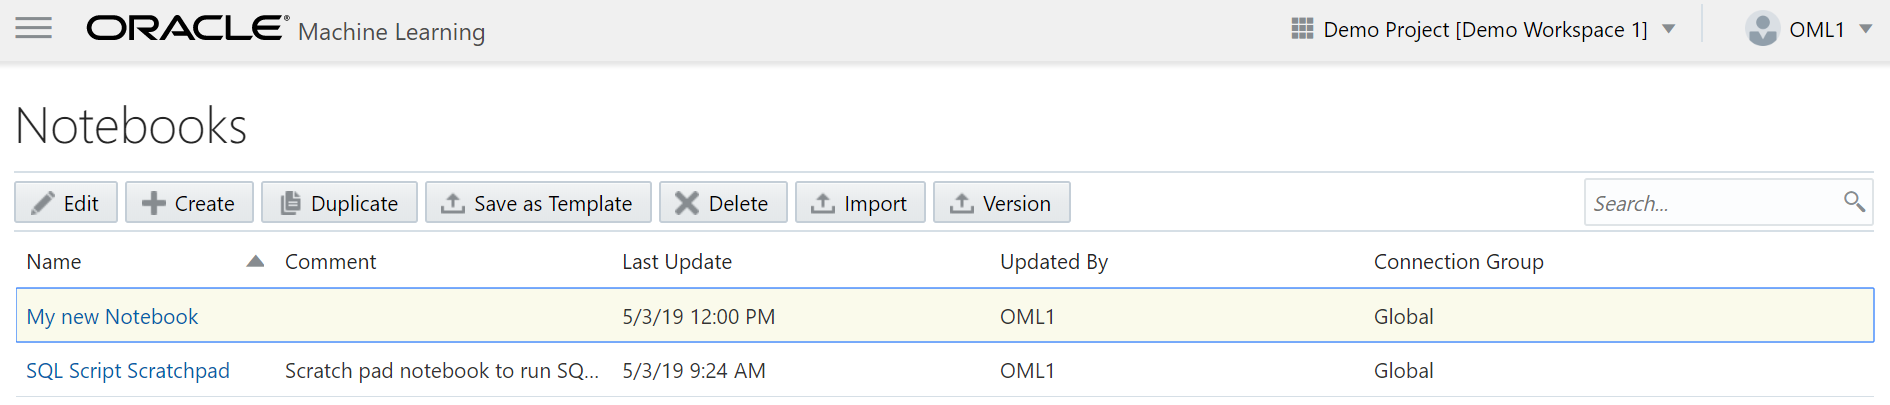 ORACLE® Machine Learning Demo Project [Demo Workspace 1] OML1
Notebooks
Edit Create Duplicate Save as Template Delete Import Version Search...
Name Comment Last Update Updated By Connection Group
My new Notebook 5/3/19 12:00 PM OML1 Global
SQL Script Scratchpad Scratch pad notebook to run SQ... 5/3/19 9:24 AM OML1 Global